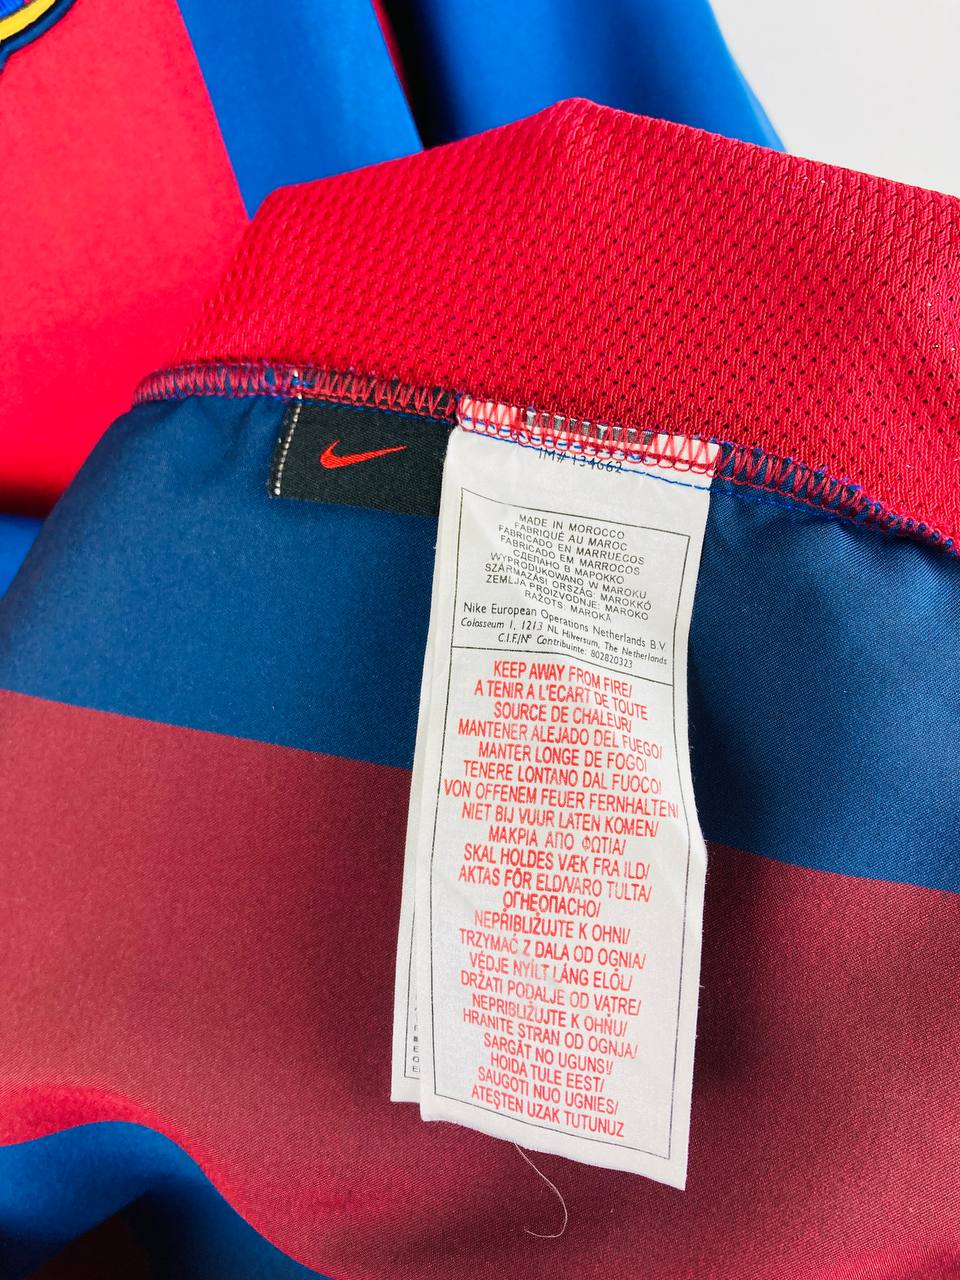 IM# 134662
MADE IN MOROCCO
FABRIQUÉ AU MAROC
FABRICADO EN MARRUECOS
FABRICADO EM MARROCOS
СДЕЛАНО В МАРОККО
WYPRODUKOWANO W MAROKU
SZÁRMAZÁSI ORSZÁG: MAROKKÓ
ZEMLJA PROIZVODNJE: MAROKO
RAŽOTS: MAROKĀ
Nike European Operations Netherlands B.V.
Colosseum 1, 1213 NL Hilversum, The Netherlands
C.I.F./Nº Contribuinte: 802820323
KEEP AWAY FROM FIRE/
A TENIR A L'ECART DE TOUTE
SOURCE DE CHALEUR/
MANTENER ALEJADO DEL FUEGO/
MANTER LONGE DE FOGO/
TENERE LONTANO DAL FUOCO/
VON OFFENEM FEUER FERNHALTEN/
NIET BIJ VUUR LATEN KOMEN/
ΜΑΚΡΙΑ ΑΠΟ ΦΩΤΙΑ/
SKAL HOLDES VÆK FRA ILD/
AKTAS FÖR ELD/VARO TULTA/
ОГНЕОПАСНО/
NEPŘIBLIŽUJTE K OHNI/
TRZYMAĆ Z DALA OD OGNIA/
VÉDJE NYÍLT LÁNG ELŐL/
DRŽATI PODALJE OD VATRE/
NEPRIBLIŽUJTE K OHŇU/
HRANITE STRAN OD OGNJA/
SARGĀT NO UGUNS!/
HOIDA TULE EEST/
SAUGOTI NUO UGNIES/
ATEŞTEN UZAK TUTUNUZ